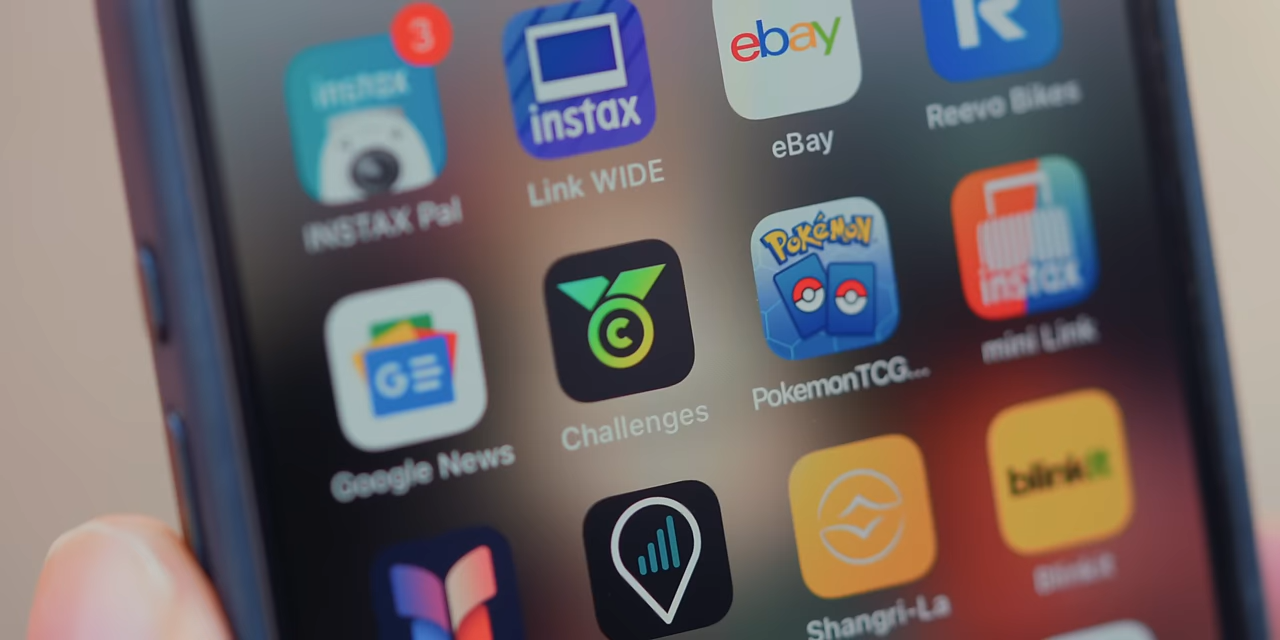 3
instax
INSTAX Pal
instax
Link WIDE
ebay
eBay
R
Reevo Bikes
G
Google News
C
Challenges
POKéMON
PokemonTCG...
instax
mini Link
Shangri-La
blinkit
Blinkit